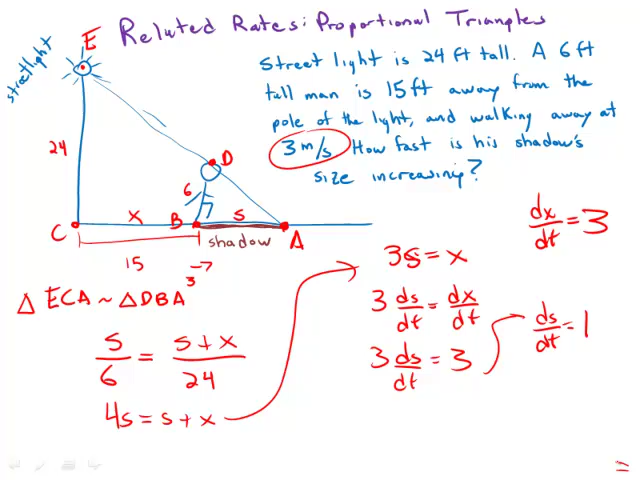 Related Rates: Proportional Triangles
Street light is 24 ft tall. A 6 ft
tall man is 15 ft away from the
pole of the light, and walking away at
3 m/s How fast is his shadow's
size increasing?
streetlight
E
24
D
6
C
x
B
s
A
shadow
15
3 →
△ ECA ~ △ DBA
s/6 = (s + x)/24
4s = s + x
3s = x
3 ds/dt = dx/dt
3 ds/dt = 3
dx/dt = 3
ds/dt = 1
=